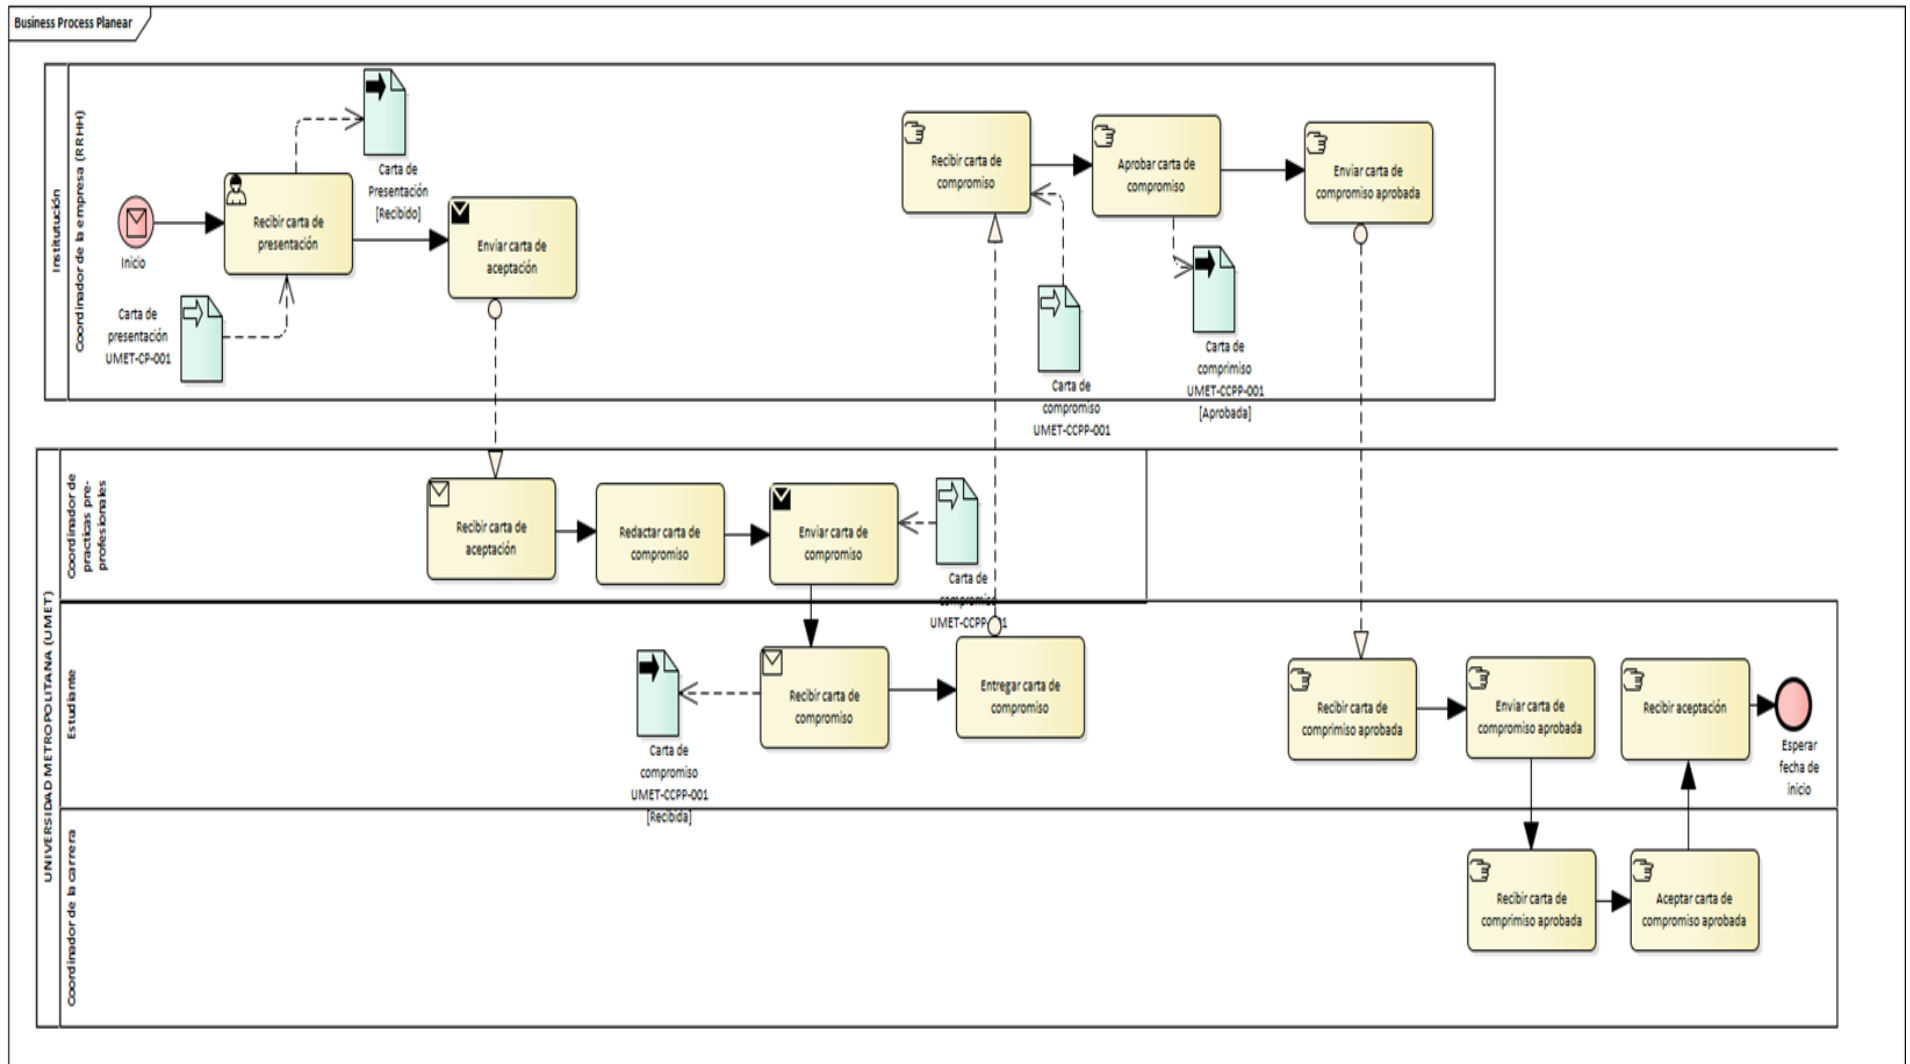 Business Process Planear
Institutución
Coordinador de la empresa (RRHH)
Inicio
Carta de
presentación
UMET-CP-001
Recibir carta de
presentación
Carta de
Presentación
[Recibido]
Enviar carta de
aceptación
Recibir carta de
compromiso
Carta de
compromiso
UMET-CCPP-001
Aprobar carta de
compromiso
Carta de
comprimiso
UMET-CCPP-001
[Aprobada]
Enviar carta de
compromiso aprobada
UNIVERSIDAD METROPOLITANA (UMET)
Coordinador de
practicas pre-
profesionales
Recibir carta de
aceptación
Redactar carta de
compromiso
Enviar carta de
compromiso
Carta de
compromiso
UMET-CCPP-001
Estudiante
Carta de
compromiso
UMET-CCPP-001
[Recibida]
Recibir carta de
compromiso
Entregar carta de
compromiso
Recibir carta de
comprimiso aprobada
Enviar carta de
compromiso aprobada
Recibir aceptación
Esperar
fecha de
inicio
Coordinador de la carrera
Recibir carta de
comprimiso aprobada
Aceptar carta de
compromiso aprobada